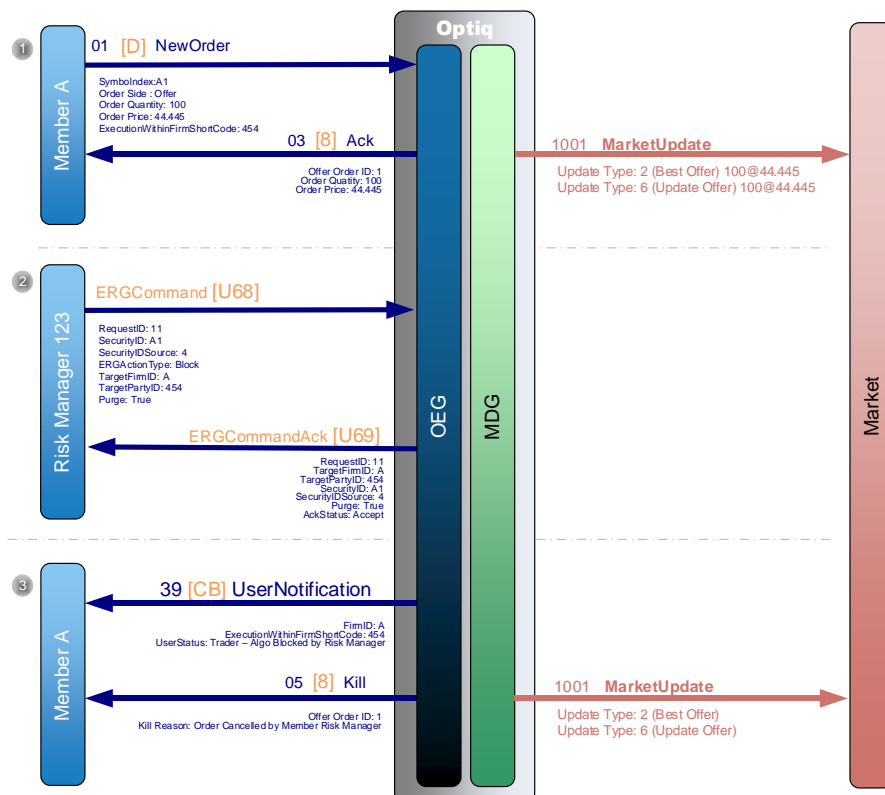 Optiq
1
Member A
01 [D] NewOrder
SymbolIndex:A1
Order Side : Offer
Order Quantity: 100
Order Price: 44.445
ExecutionWithinFirmShortCode: 454
03 [8] Ack
Offer Order ID: 1
Order Quatity: 100
Order Price: 44.445
1001 MarketUpdate
Update Type: 2 (Best Offer) 100@44.445
Update Type: 6 (Update Offer) 100@44.445
2
Risk Manager 123
ERGCommand [U68]
RequestID: 11
SecurityID: A1
SecurityIDSource: 4
ERGActionType: Block
TargetFirmID: A
TargetPartyID: 454
Purge: True
ERGCommandAck [U69]
RequestID: 11
TargetFirmID: A
TargetPartyID: 454
SecurityID: A1
SecurityIDSource: 4
Purge: True
AckStatus: Accept
OEG
MDG
Market
3
Member A
39 [CB] UserNotification
FirmID: A
ExecutionWithinFirmShortCode: 454
UserStatus: Trader – Algo Blocked by Risk Manager
05 [8] Kill
Offer Order ID: 1
Kill Reason: Order Cancelled by Member Risk Manager
1001 MarketUpdate
Update Type: 2 (Best Offer)
Update Type: 6 (Update Offer)